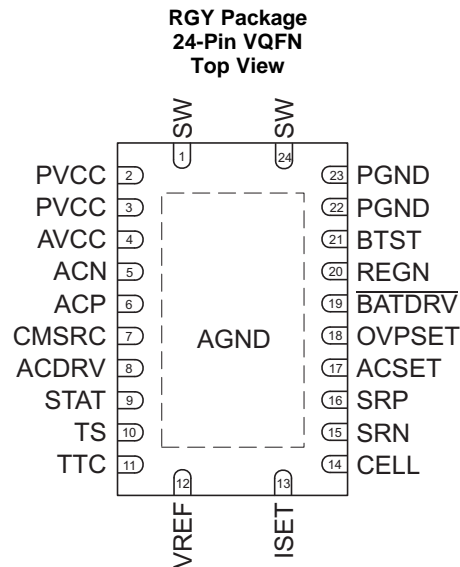 RGY Package
24-Pin VQFN
Top View
SW SW
1 24
PVCC 2 23 PGND
PVCC 3 22 PGND
AVCC 4 21 BTST
ACN 5 20 REGN
ACP 6 19 BATDRV
CMSRC 7 AGND 18 OVPSET
ACDRV 8 17 ACSET
STAT 9 16 SRP
TS 10 15 SRN
TTC 11 14 CELL
12 13
VREF ISET